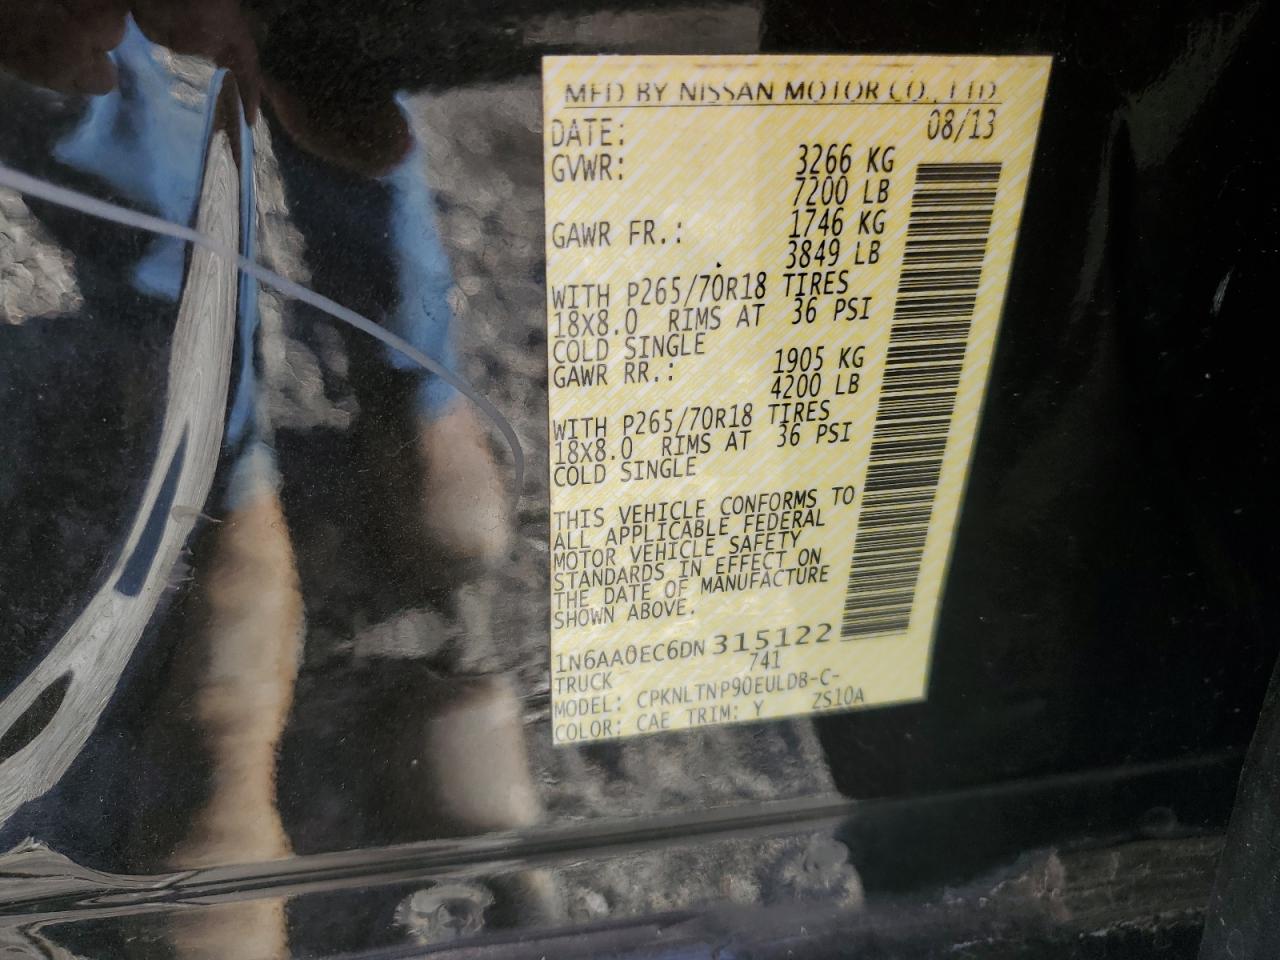 MFD BY NISSAN MOTOR CO., LTD
DATE: 08/13
GVWR: 3266 KG
7200 LB
GAWR FR.: 1746 KG
3849 LB
WITH P265/70R18 TIRES
18X8.0 RIMS AT 36 PSI
COLD SINGLE
GAWR RR.: 1905 KG
4200 LB
WITH P265/70R18 TIRES
18X8.0 RIMS AT 36 PSI
COLD SINGLE
THIS VEHICLE CONFORMS TO
ALL APPLICABLE FEDERAL
MOTOR VEHICLE SAFETY
STANDARDS IN EFFECT ON
THE DATE OF MANUFACTURE
SHOWN ABOVE.
1N6AA0EC6DN315122
TRUCK 741
MODEL: CPKNLTNP90EULDB-C-
COLOR: CAE TRIM: Y ZS10A